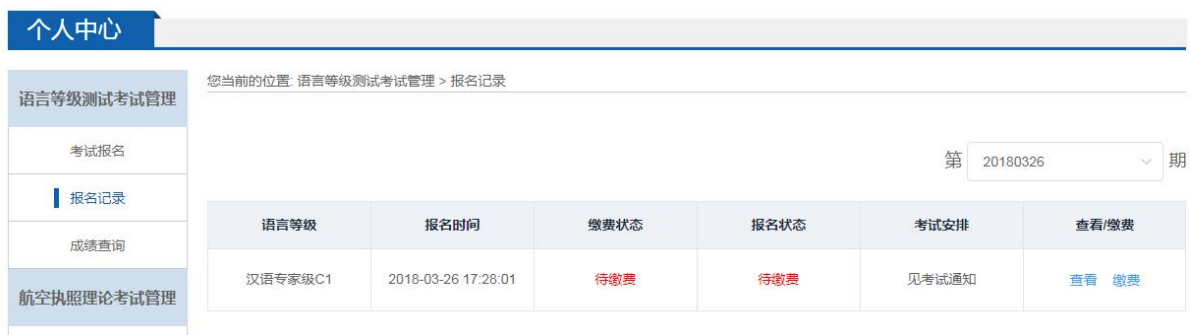 个人中心
您当前的位置: 语言等级测试考试管理 > 报名记录
语言等级测试考试管理
考试报名
报名记录
成绩查询
航空执照理论考试管理
第 20180326 期
语言等级 报名时间 缴费状态 报名状态 考试安排 查看/缴费
汉语专家级C1 2018-03-26 17:28:01 待缴费 待缴费 见考试通知 查看 缴费